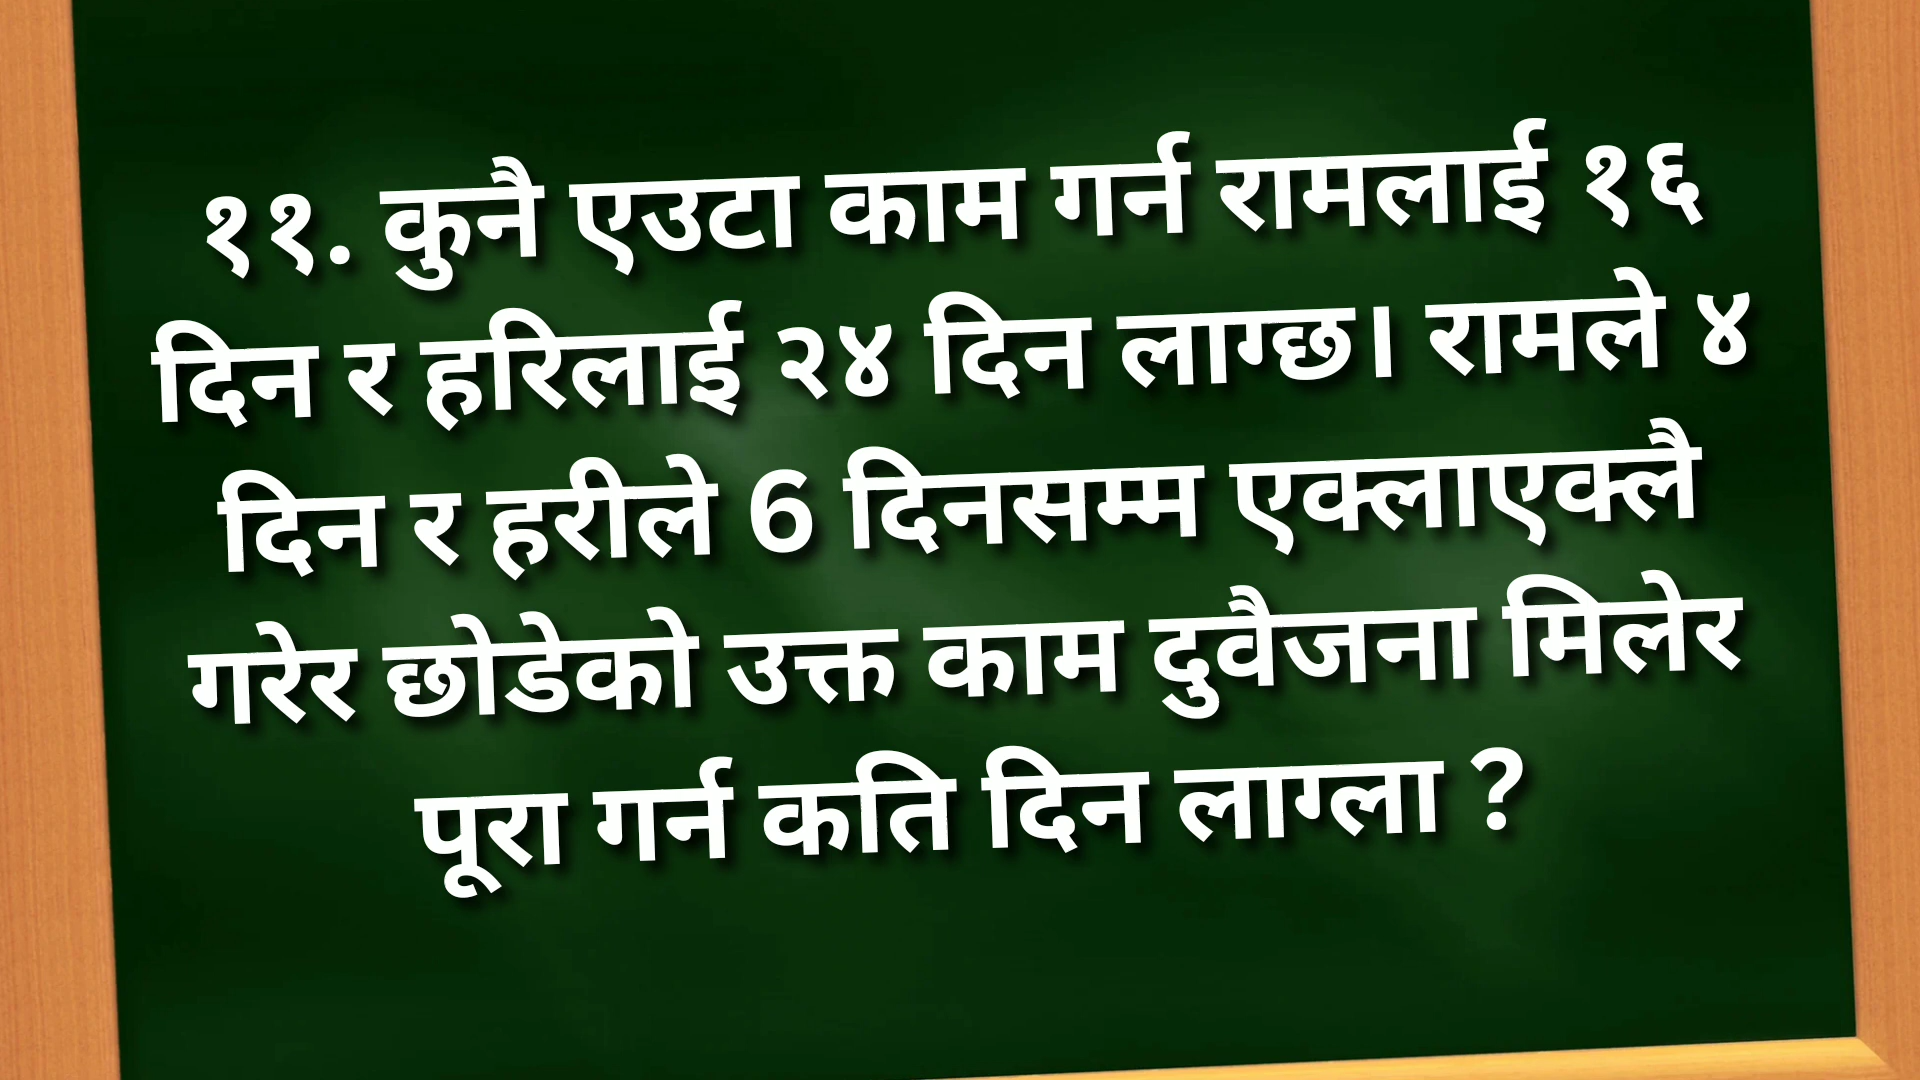 ११. कुनै एउटा काम गर्न रामलाई १६
दिन र हरिलाई २४ दिन लाग्छ। रामले ४
दिन र हरीले 6 दिनसम्म एक्लाएक्लै
गरेर छोडेको उक्त काम दुवैजना मिलेर
पूरा गर्न कति दिन लाग्ला ?